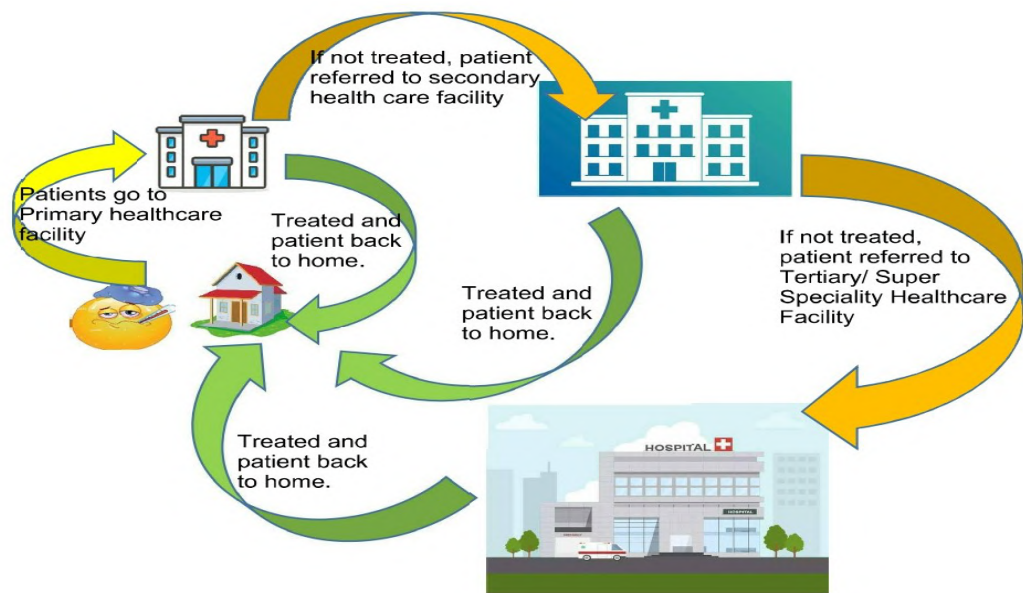 If not treated, patient
referred to secondary
health care facility
Patients go to
Primary healthcare
facility
Treated and
patient back
to home.
Treated and
patient back
to home.
If not treated,
patient referred to
Tertiary/ Super
Speciality Healthcare
Facility
Treated and
patient back
to home.
HOSPITAL
HOSPITAL